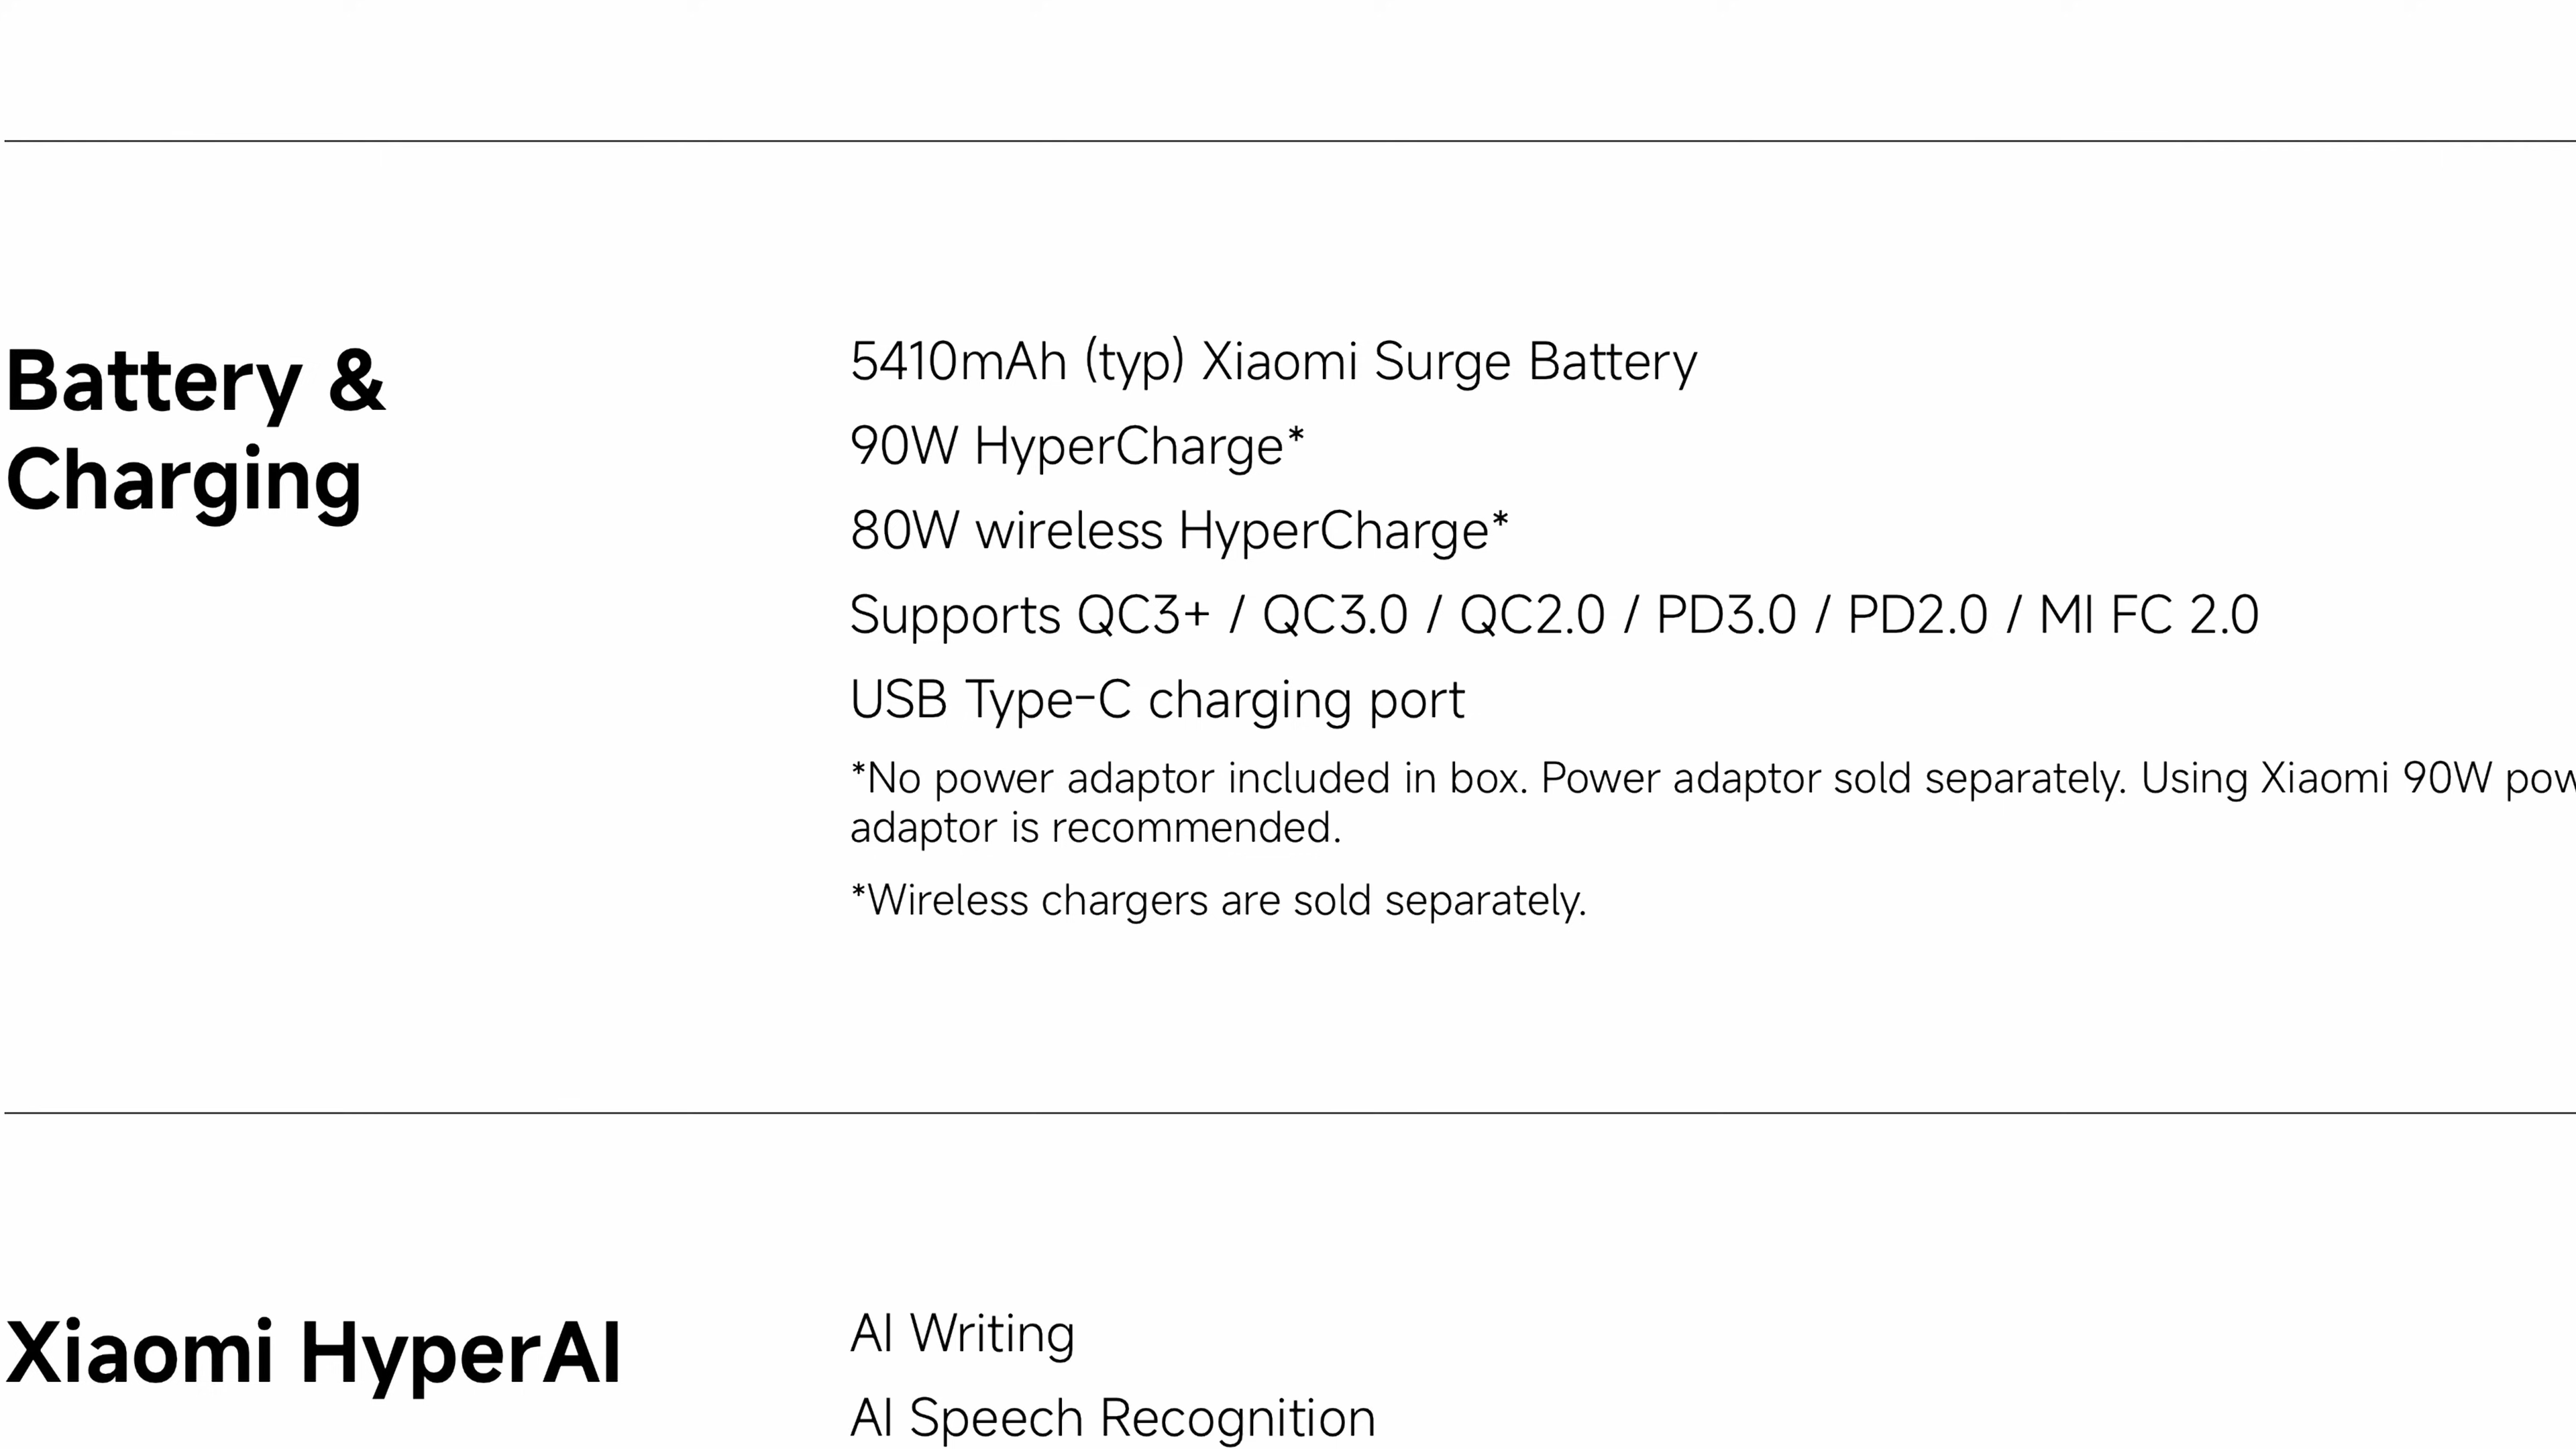 Battery &
Charging
5410mAh (typ) Xiaomi Surge Battery
90W HyperCharge*
80W wireless HyperCharge*
Supports QC3+ / QC3.0 / QC2.0 / PD3.0 / PD2.0 / MI FC 2.0
USB Type-C charging port
*No power adaptor included in box. Power adaptor sold separately. Using Xiaomi 90W
adaptor is recommended.
*Wireless chargers are sold separately.
Xiaomi HyperAI
AI Writing
AI Speech Recognition